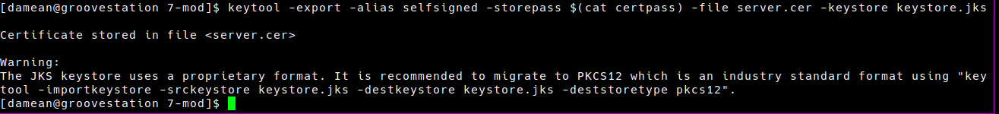 [damean@groovestation 7-mod]$ keytool -export -alias selfsigned -storepass $(cat certpass) -file server.cer -keystore keystore.jks
Certificate stored in file <server.cer>
Warning:
The JKS keystore uses a proprietary format. It is recommended to migrate to PKCS12 which is an industry standard format using "key
tool -importkeystore -srckeystore keystore.jks -destkeystore keystore.jks -deststoretype pkcs12".
[damean@groovestation 7-mod]$